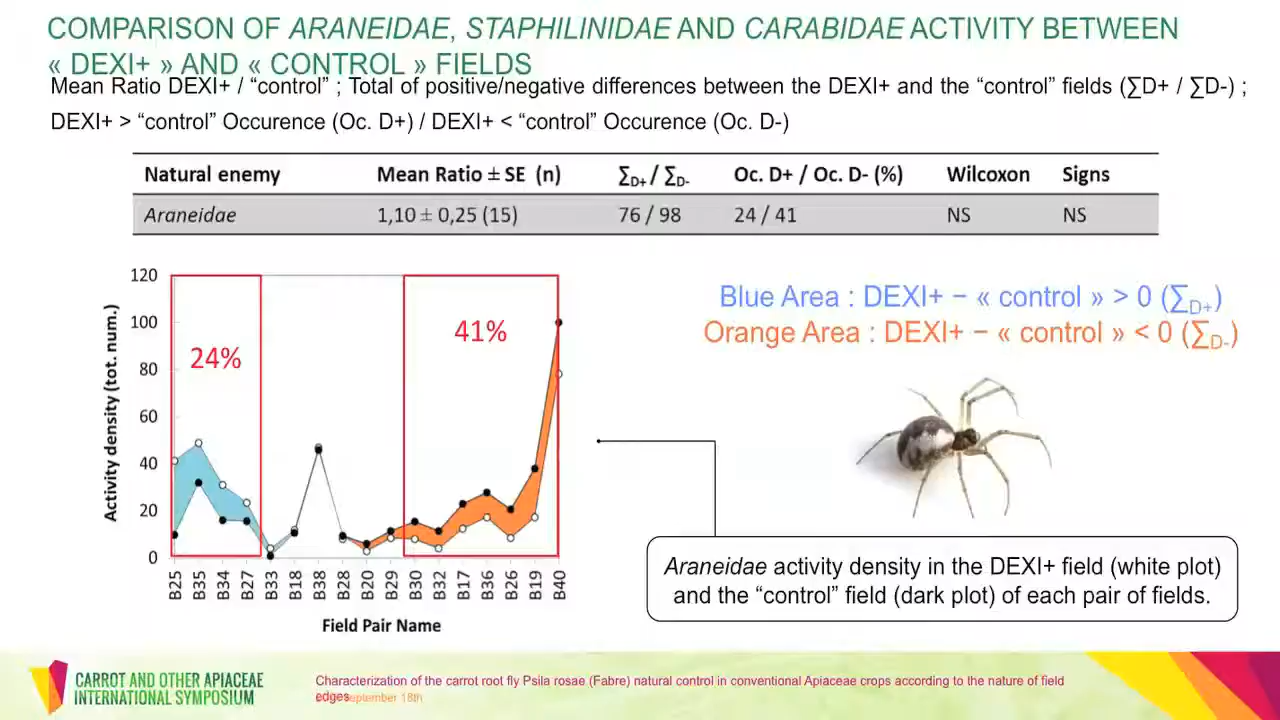 COMPARISON OF ARANEIDAE, STAPHILINIDAE AND CARABIDAE ACTIVITY BETWEEN
« DEXI+ » AND « CONTROL » FIELDS
Mean Ratio DEXI+ / “control” ; Total of positive/negative differences between the DEXI+ and the “control” fields (∑D+ / ∑D-) ;
DEXI+ > “control” Occurence (Oc. D+) / DEXI+ < “control” Occurence (Oc. D-)
Natural enemy Mean Ratio ± SE (n) ∑D+ / ∑D- Oc. D+ / Oc. D- (%) Wilcoxon Signs
Araneidae 1,10 ± 0,25 (15) 76 / 98 24 / 41 NS NS
Blue Area : DEXI+ − « control » > 0 (∑D+)
Orange Area : DEXI+ − « control » < 0 (∑D-)
Activity density (tot. num.)
120
100
80
60
40
20
0
24%
41%
B25 B35 B34 B27 B33 B18 B38 B28 B20 B29 B30 B32 B17 B36 B26 B19 B40
Field Pair Name
Araneidae activity density in the DEXI+ field (white plot)
and the “control” field (dark plot) of each pair of fields.
CARROT AND OTHER APIACEAE
INTERNATIONAL SYMPOSIUM
Characterization of the carrot root fly Psila rosae (Fabre) natural control in conventional Apiaceae crops according to the nature of field
edges
September 18th